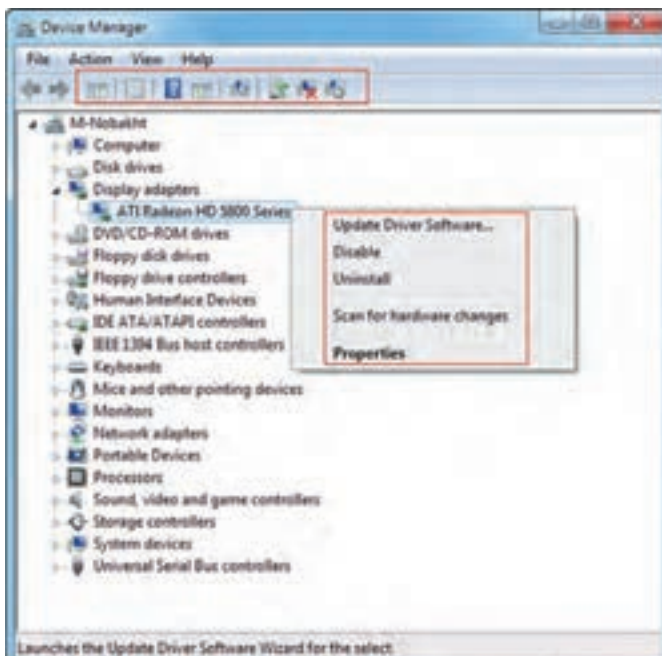 Device Manager
File Action View Help
M-Nobakht
Computer
Disk drives
Display adapters
ATI Radeon HD 5800 Series
DVD/CD-ROM drives
Floppy disk drives
Floppy drive controllers
Human Interface Devices
IDE ATA/ATAPI controllers
IEEE 1394 Bus host controllers
Keyboards
Mice and other pointing devices
Monitors
Network adapters
Portable Devices
Processors
Sound, video and game controllers
Storage controllers
System devices
Universal Serial Bus controllers
Update Driver Software...
Disable
Uninstall
Scan for hardware changes
Properties
Launches the Update Driver Software Wizard for the select